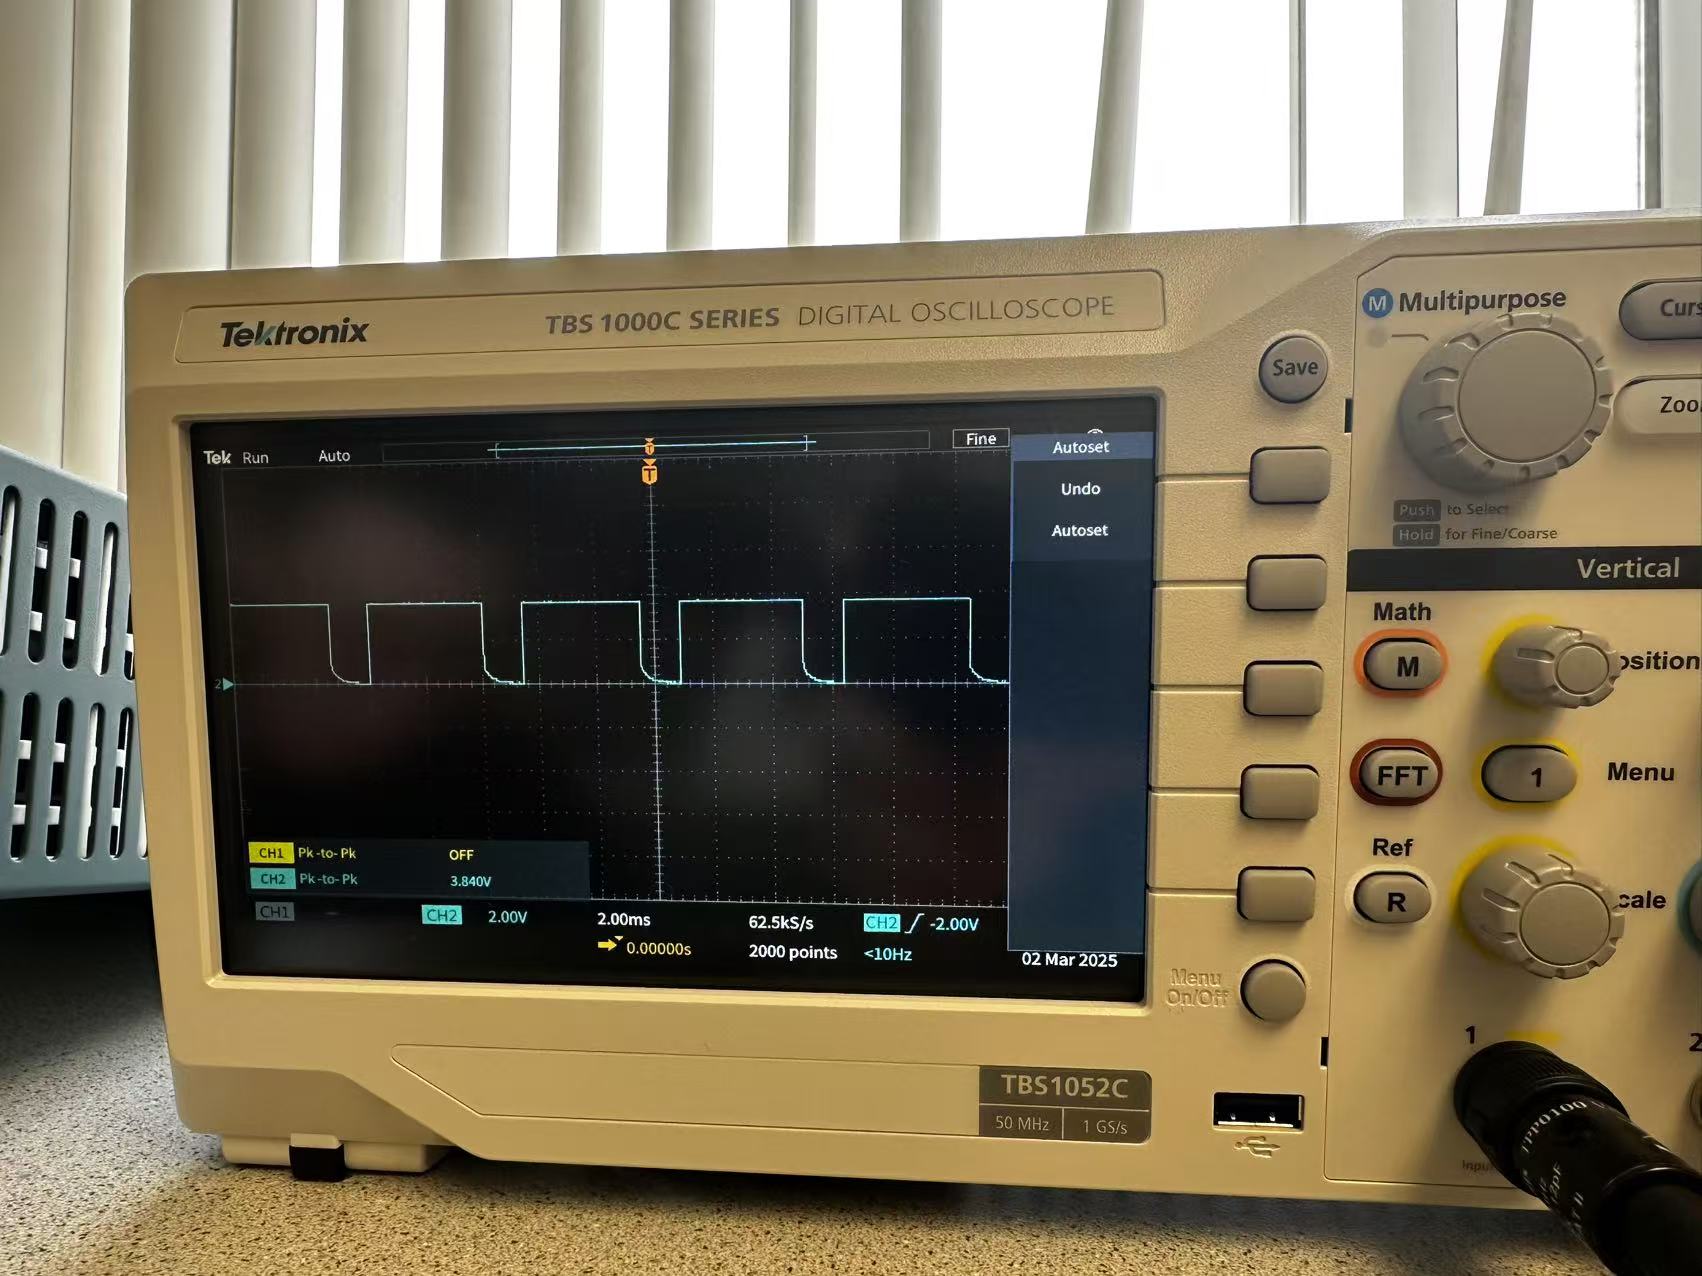 Tektronix TBS 1000C SERIES DIGITAL OSCILLOSCOPE
M Multipurpose
Save
Push to Select
Hold for Fine/Coarse
Tek Run Auto T Fine
T
Autoset
Undo
Autoset
2
CH1 Pk-to-Pk OFF
CH2 Pk-to-Pk 3.840V
CH1 CH2 2.00V 2.00ms 62.5kS/s CH2 -2.00V
0.00000s 2000 points <10Hz
02 Mar 2025
Vertical
Math
M
FFT
1 Menu
Ref
R
Menu
On/Off
TBS1052C
50 MHz 1 GS/s
1
2
TPP0100